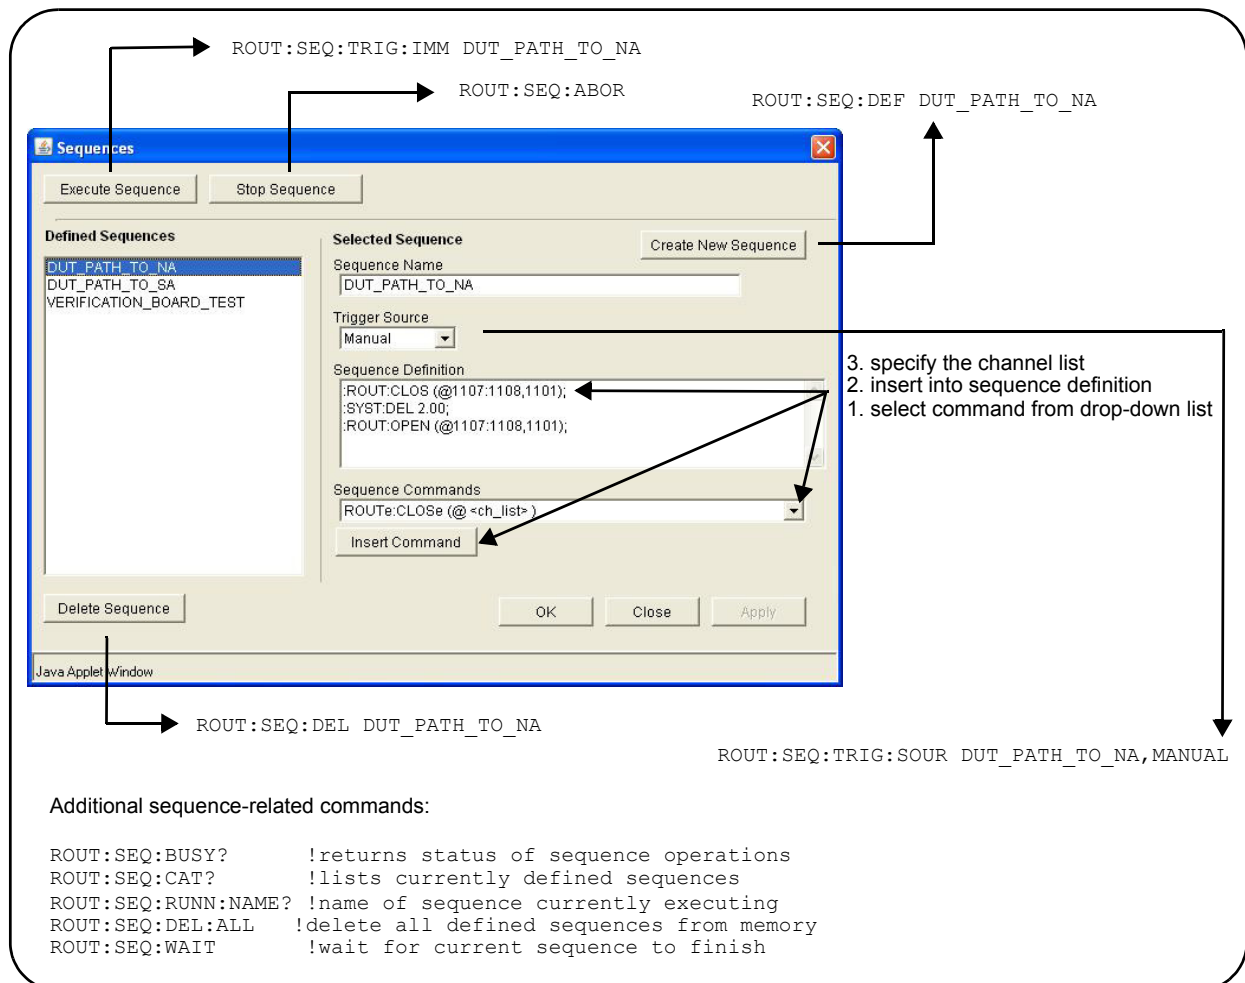 ROUT:SEQ:TRIG:IMM DUT_PATH_TO_NA
ROUT:SEQ:ABOR
ROUT:SEQ:DEF DUT_PATH_TO_NA
Sequences
Execute Sequence
Stop Sequence
Defined Sequences
DUT_PATH_TO_NA
DUT_PATH_TO_SA
VERIFICATION_BOARD_TEST
Selected Sequence
Create New Sequence
Sequence Name
DUT_PATH_TO_NA
Trigger Source
Manual
Sequence Definition
:ROUT:CLOS (@1107:1108,1101);
:SYST:DEL 2.00;
:ROUT:OPEN (@1107:1108,1101);
3. specify the channel list
2. insert into sequence definition
1. select command from drop-down list
Sequence Commands
ROUTe:CLOSe (@ <ch_list> )
Insert Command
Delete Sequence
OK
Close
Apply
Java Applet Window
ROUT:SEQ:DEL DUT_PATH_TO_NA
ROUT:SEQ:TRIG:SOUR DUT_PATH_TO_NA,MANUAL
Additional sequence-related commands:
ROUT:SEQ:BUSY? !returns status of sequence operations
ROUT:SEQ:CAT? !lists currently defined sequences
ROUT:SEQ:RUNN:NAME? !name of sequence currently executing
ROUT:SEQ:DEL:ALL !delete all defined sequences from memory
ROUT:SEQ:WAIT !wait for current sequence to finish